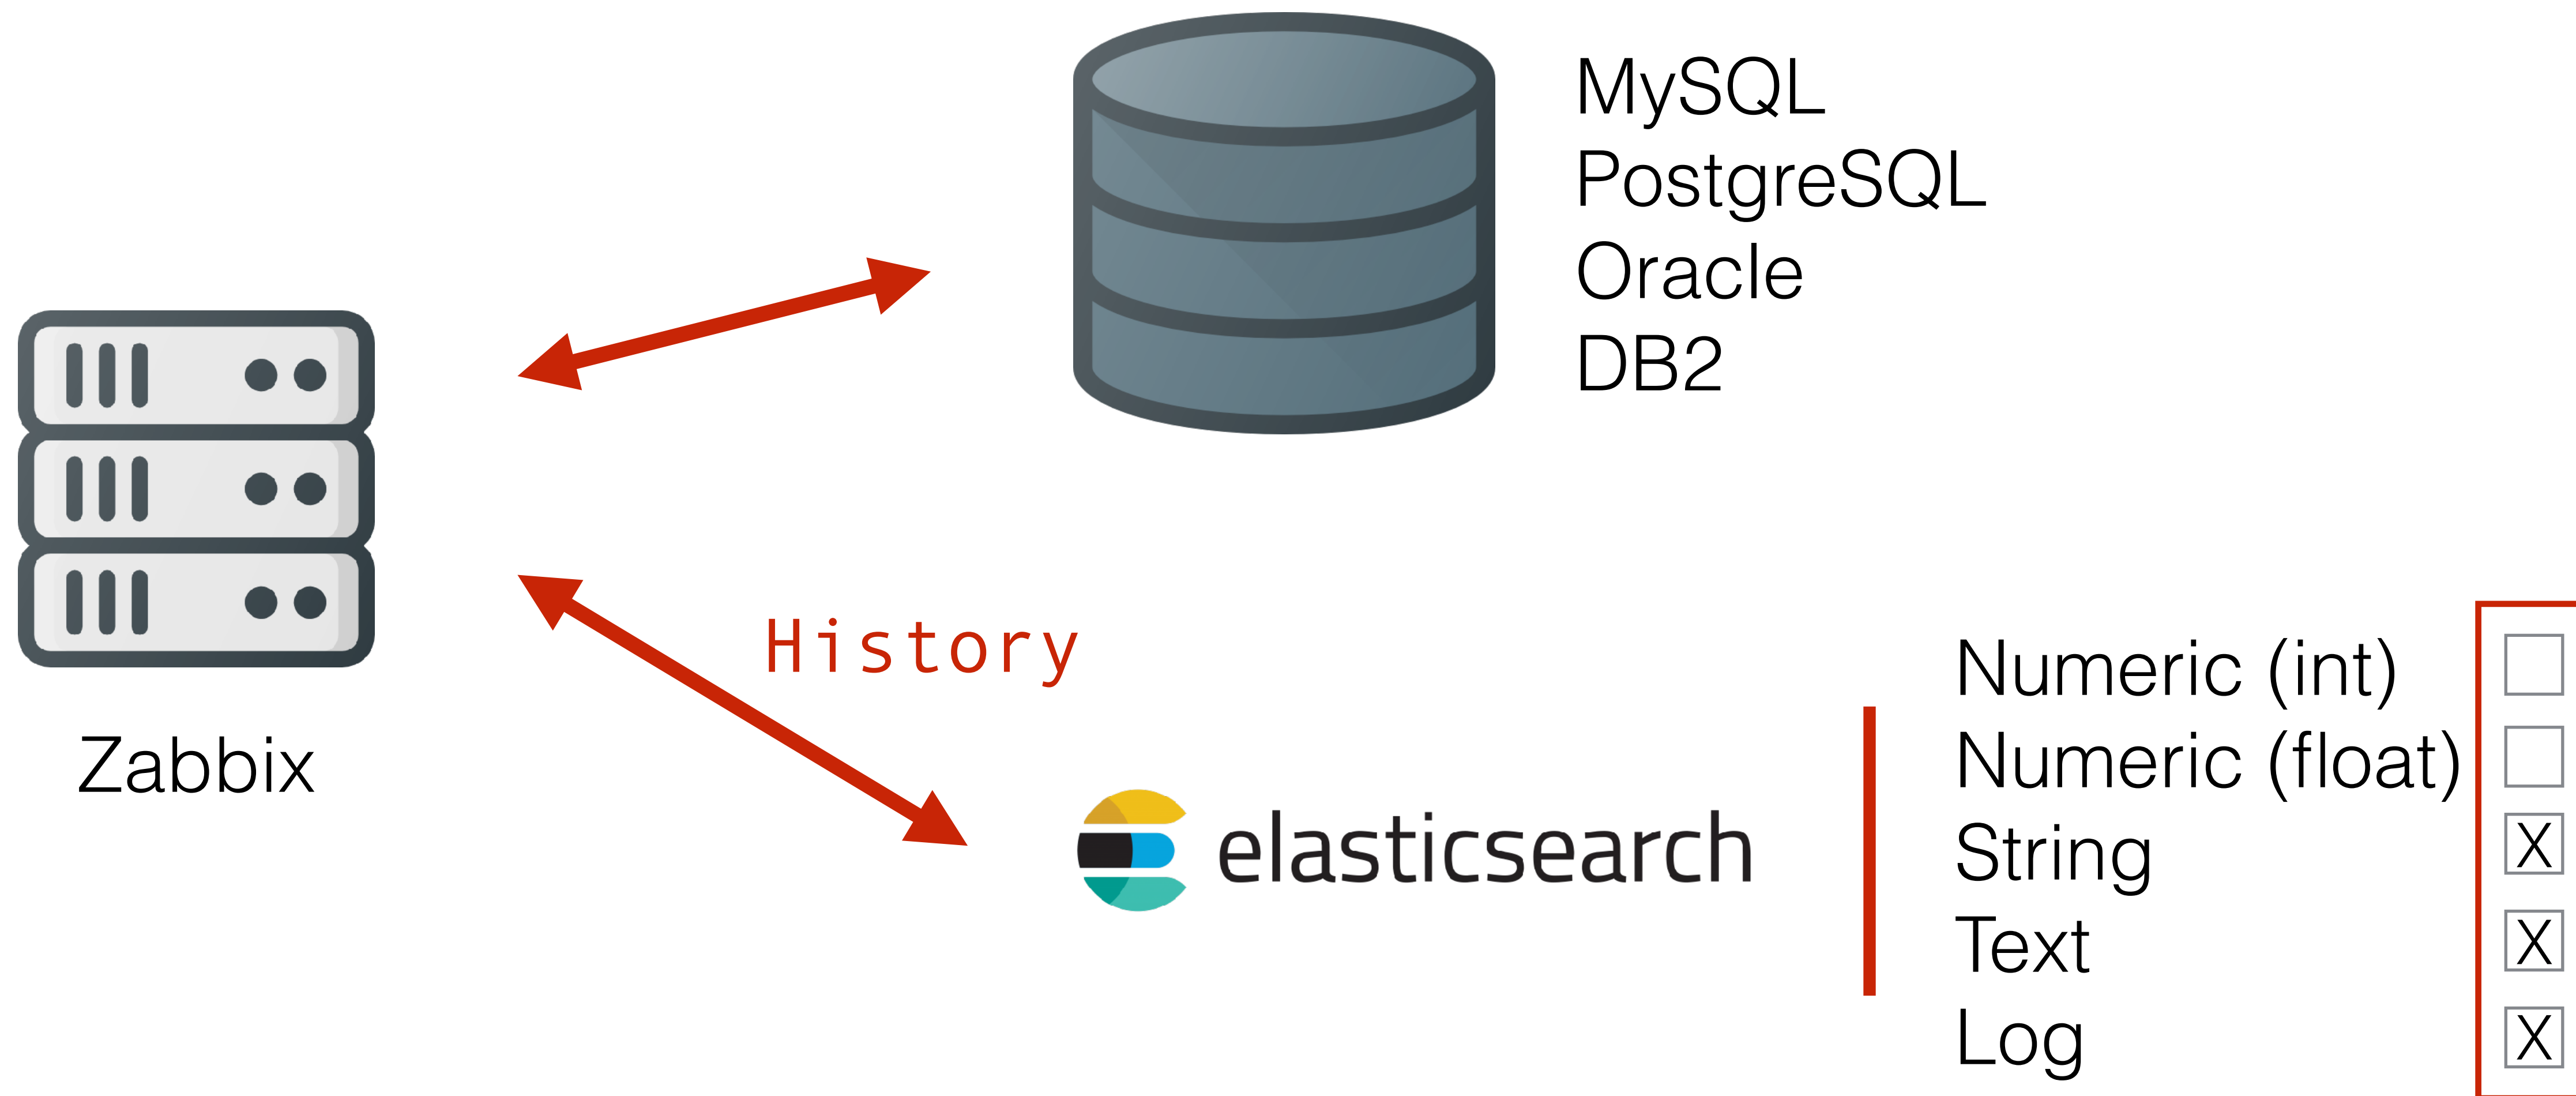 MySQL
PostgreSQL
Oracle
DB2
Zabbix
History
elasticsearch
Numeric (int)
Numeric (float)
String X
Text X
Log X